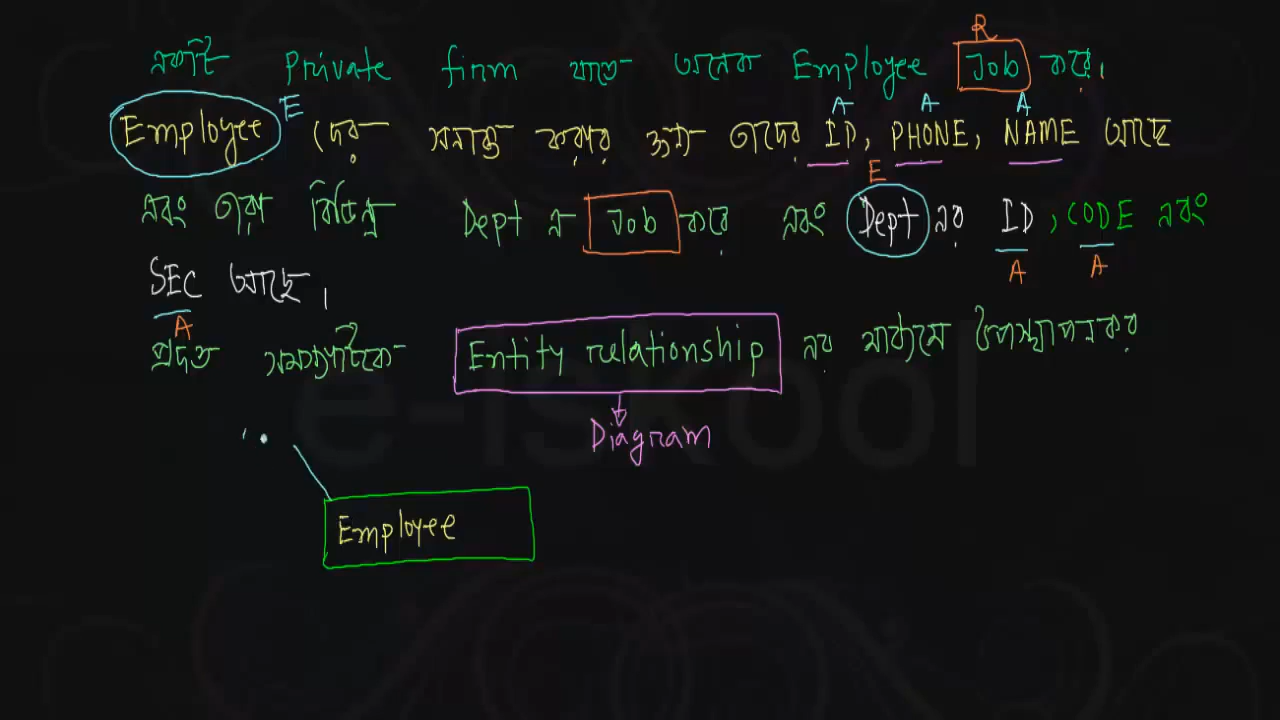 একটি Private firm যাতে অনেক Employee Job করে।
R
Employee দের সনাক্ত করার জন্য তাদের ID, PHONE, NAME আছে
E A A A
এবং তারা বিভিন্ন Dept এ Job করে এবং Dept এর ID, CODE এবং
E A A
SEC আছে।
A
প্রদত্ত সমস্যাটিকে Entity relationship এর মাধ্যমে উপস্থাপন কর
Diagram
Employee
e-iskool